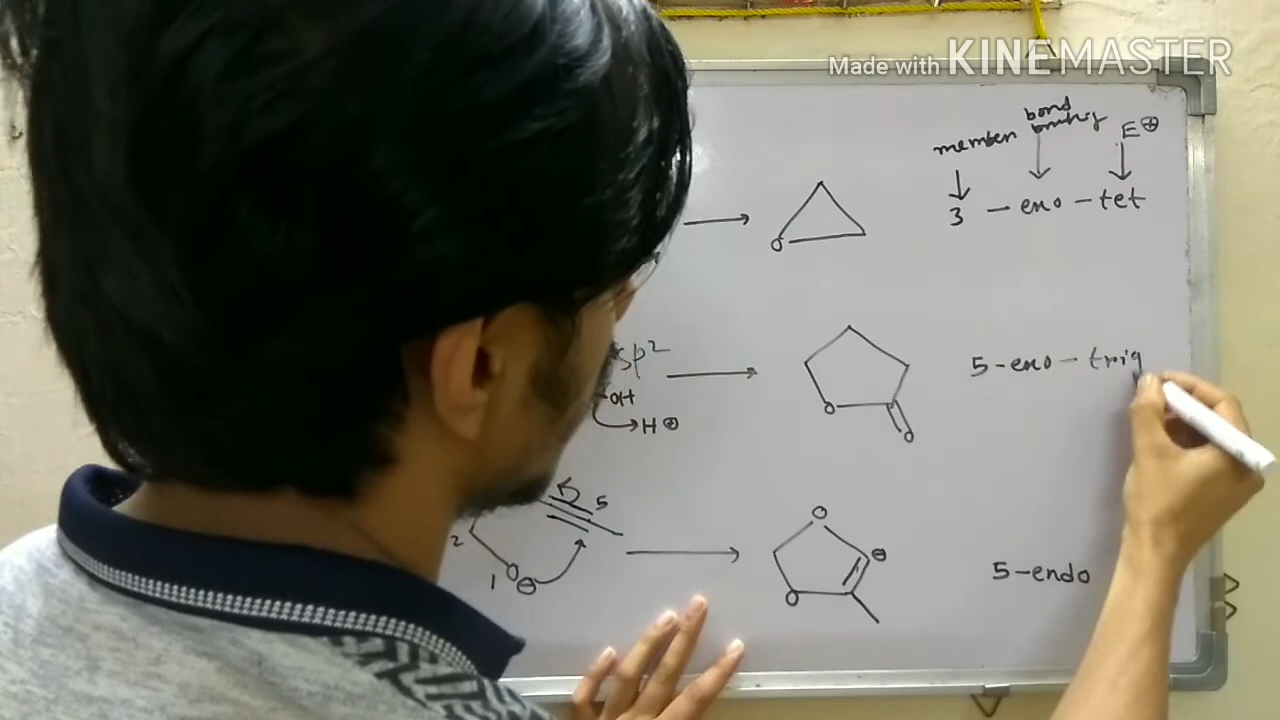 Made with KINEMASTER
bond
member breaking E⊕
3 – exo – tet
O
sp²
OH
H⊕
O
O
5-exo-trig
5
2
1 O ⊖
O
⊖
O
5-endo